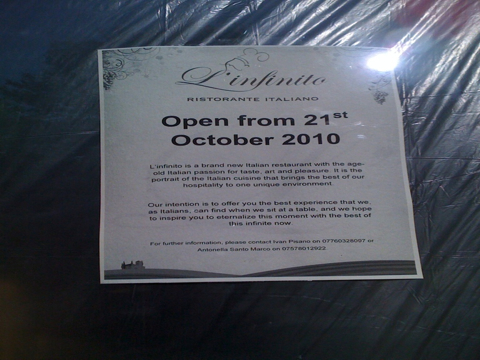 L'infinito
RISTORANTE ITALIANO
Open from 21st
October 2010
L'infinito is a brand new Italian restaurant with the age-
old Italian passion for taste, art and pleasure. It is the
portrait of the Italian cuisine that brings the best of our
hospitality to one unique environment.
Our intention is to offer you the best experience that we,
as Italians, can find when we sit at a table, and we hope
to inspire you to eternalize this moment with the best of
this infinite now.
For further information, please contact Ivan Pisano on 07760328097 or
Antonella Santo Marco on 07578012922